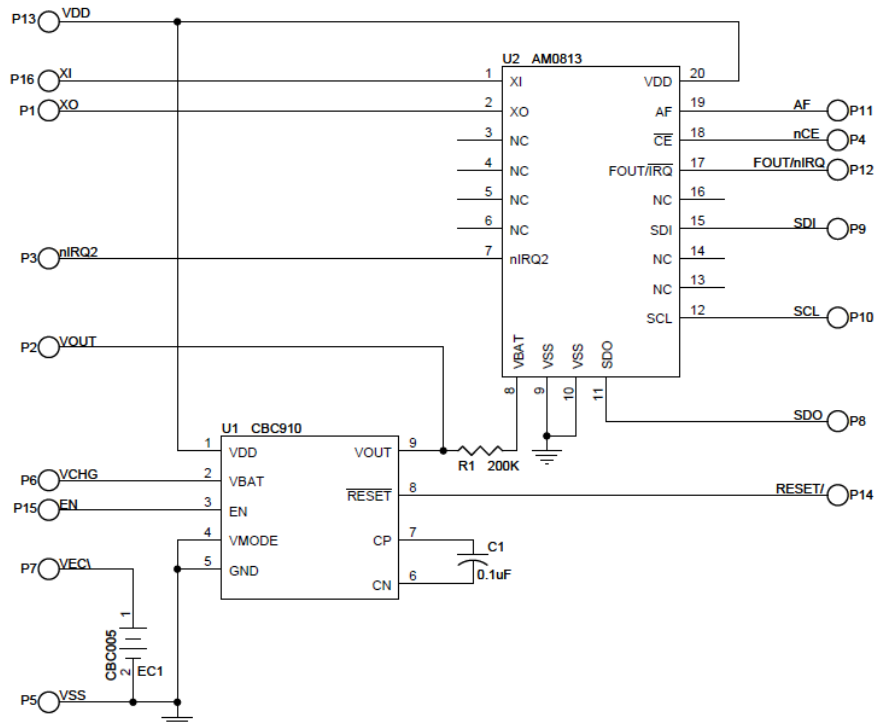 P13 VDD
U2 AM0813
P16 XI 1 XI VDD 20
P1 XO 2 XO AF 19 AF P11
3 NC CE 18 nCE P4
4 NC FOUT/IRQ 17 FOUT/nIRQ P12
5 NC NC 16
6 NC SDI 15 SDI P9
P3 nIRQ2 7 nIRQ2 NC 14
NC 13
SCL 12 SCL P10
P2 VOUT
VBAT VSS VSS SDO
8 9 10 11
SDO P8
U1 CBC910
1 VDD VOUT 9
R1 200K
P6 VCHG 2 VBAT RESET 8 RESET/ P14
P15 EN 3 EN
4 VMODE CP 7
C1
0.1uF
P7 VEC\ 5 GND CN 6
1
CBC005
2 EC1
P5 VSS